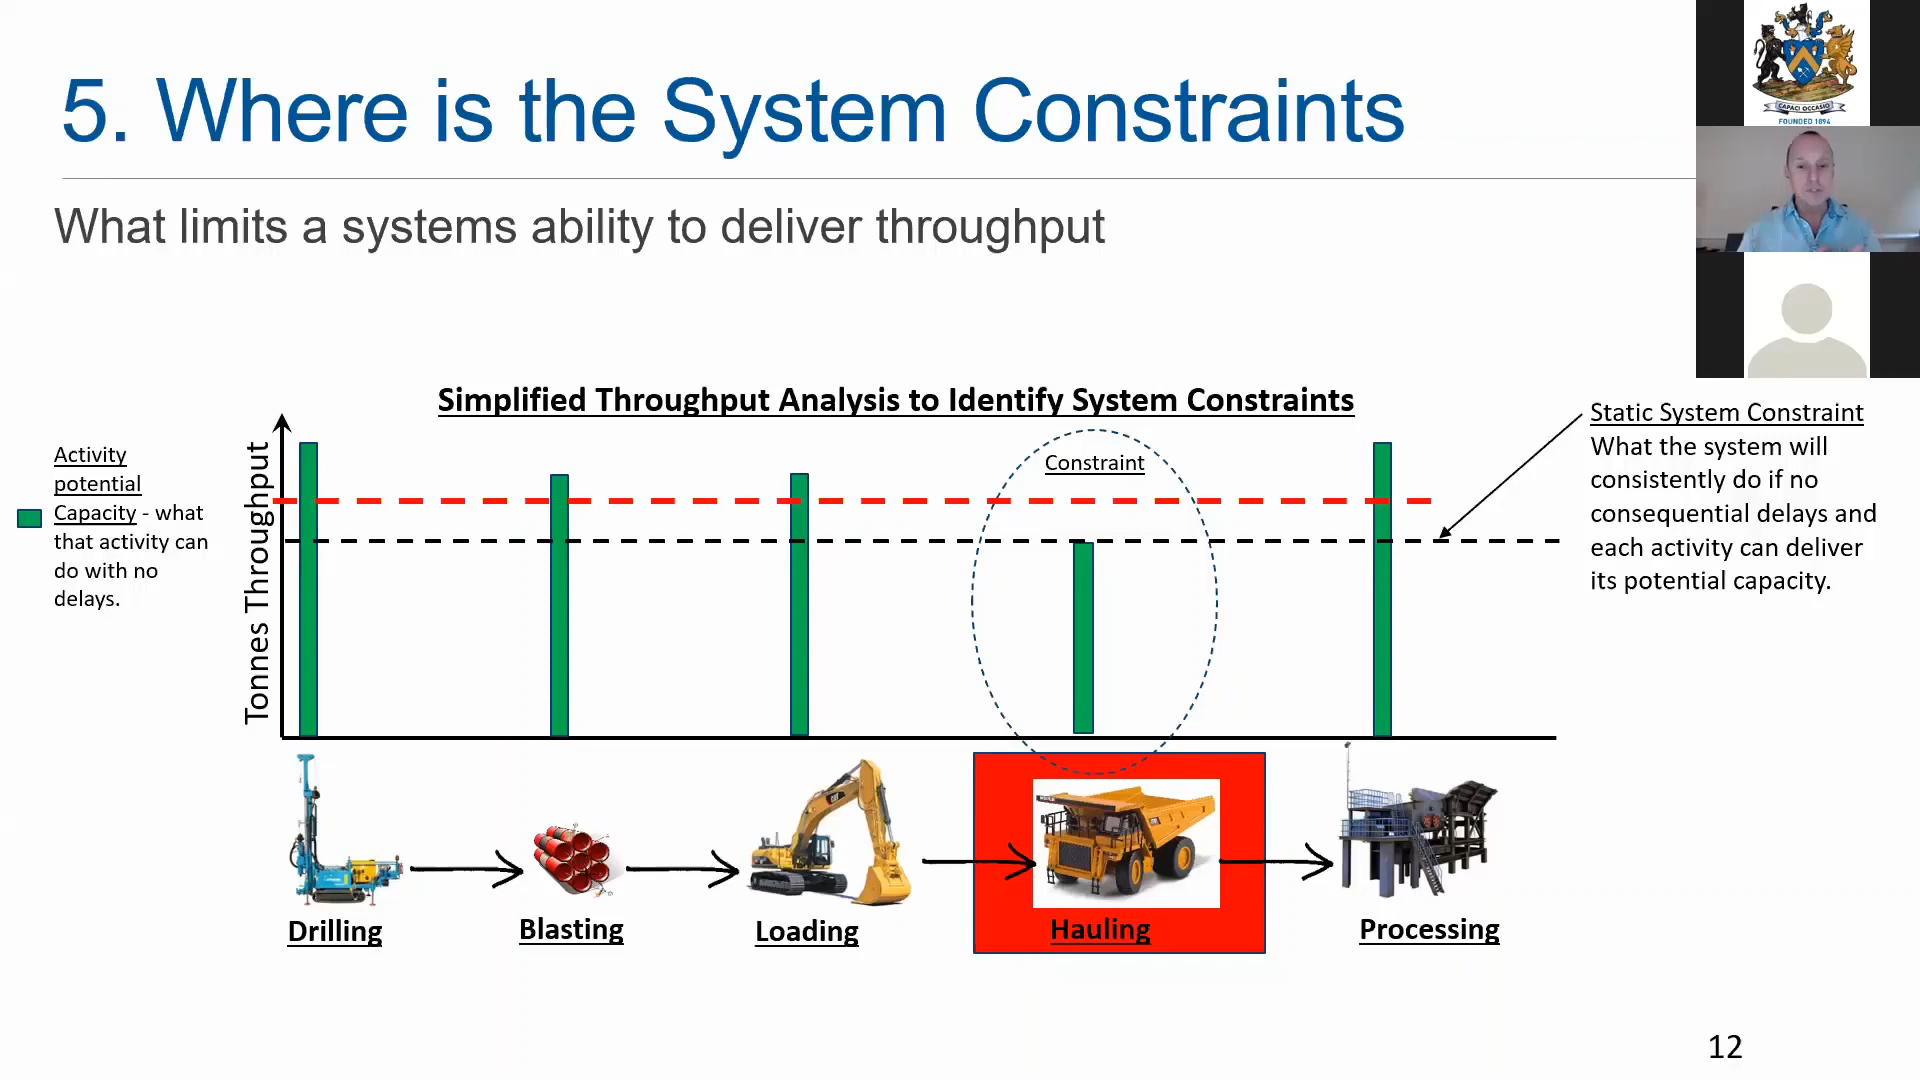 5. Where is the System Constraints
What limits a systems ability to deliver throughput
CAPACI OCCASIO
FOUNDED 1894
Simplified Throughput Analysis to Identify System Constraints
Activity
potential
Capacity - what
that activity can
do with no
delays.
Tonnes Throughput
Constraint
Static System Constraint
What the system will
consistently do if no
consequential delays and
each activity can deliver
its potential capacity.
Drilling
Blasting
Loading
Hauling
Processing
12